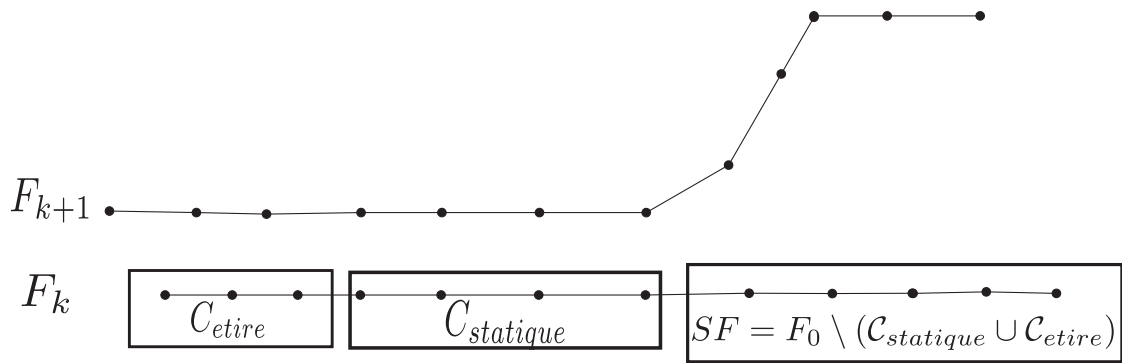 F_{k+1}
F_k
C_{etire}
C_{statique}
SF = F_0 \ (C_{statique} ∪ C_{etire})